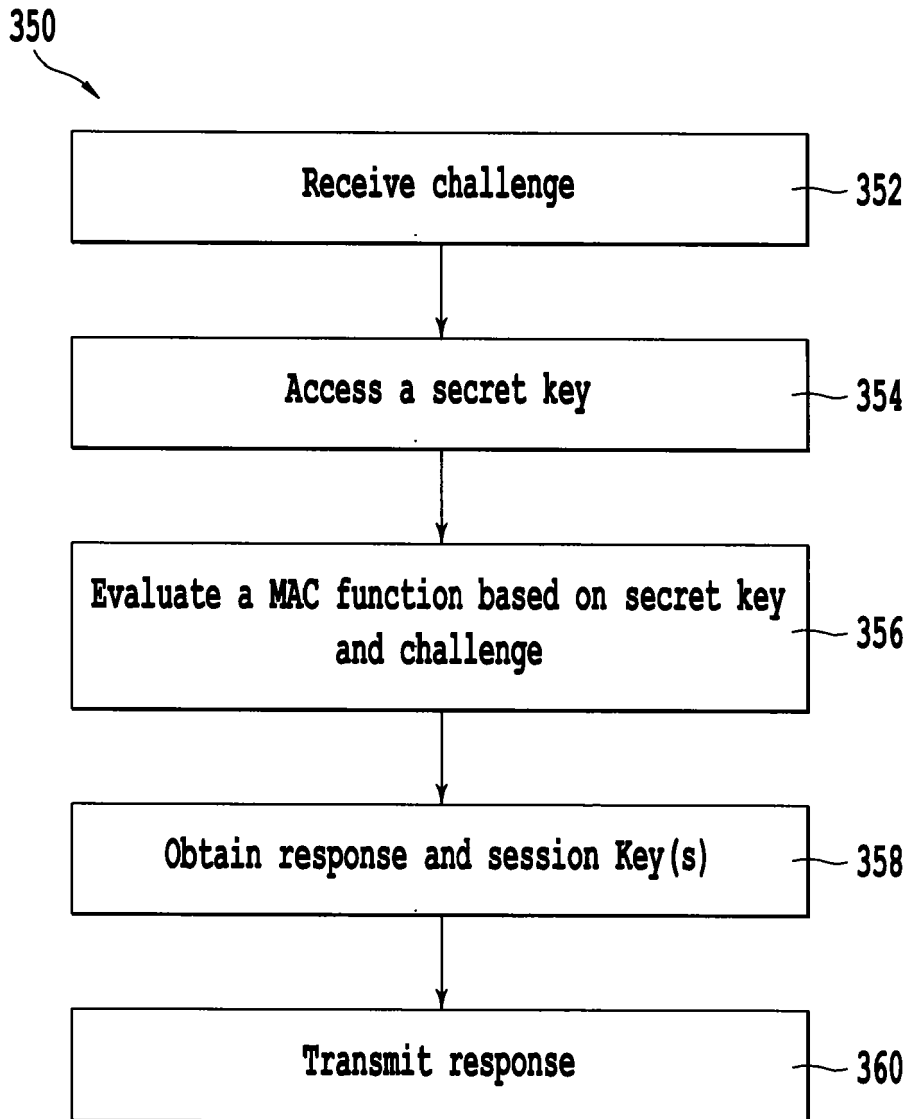 350
Receive challenge
352
Access a secret key
354
Evaluate a MAC function based on secret key
and challenge
356
Obtain response and session Key(s)
358
Transmit response
360